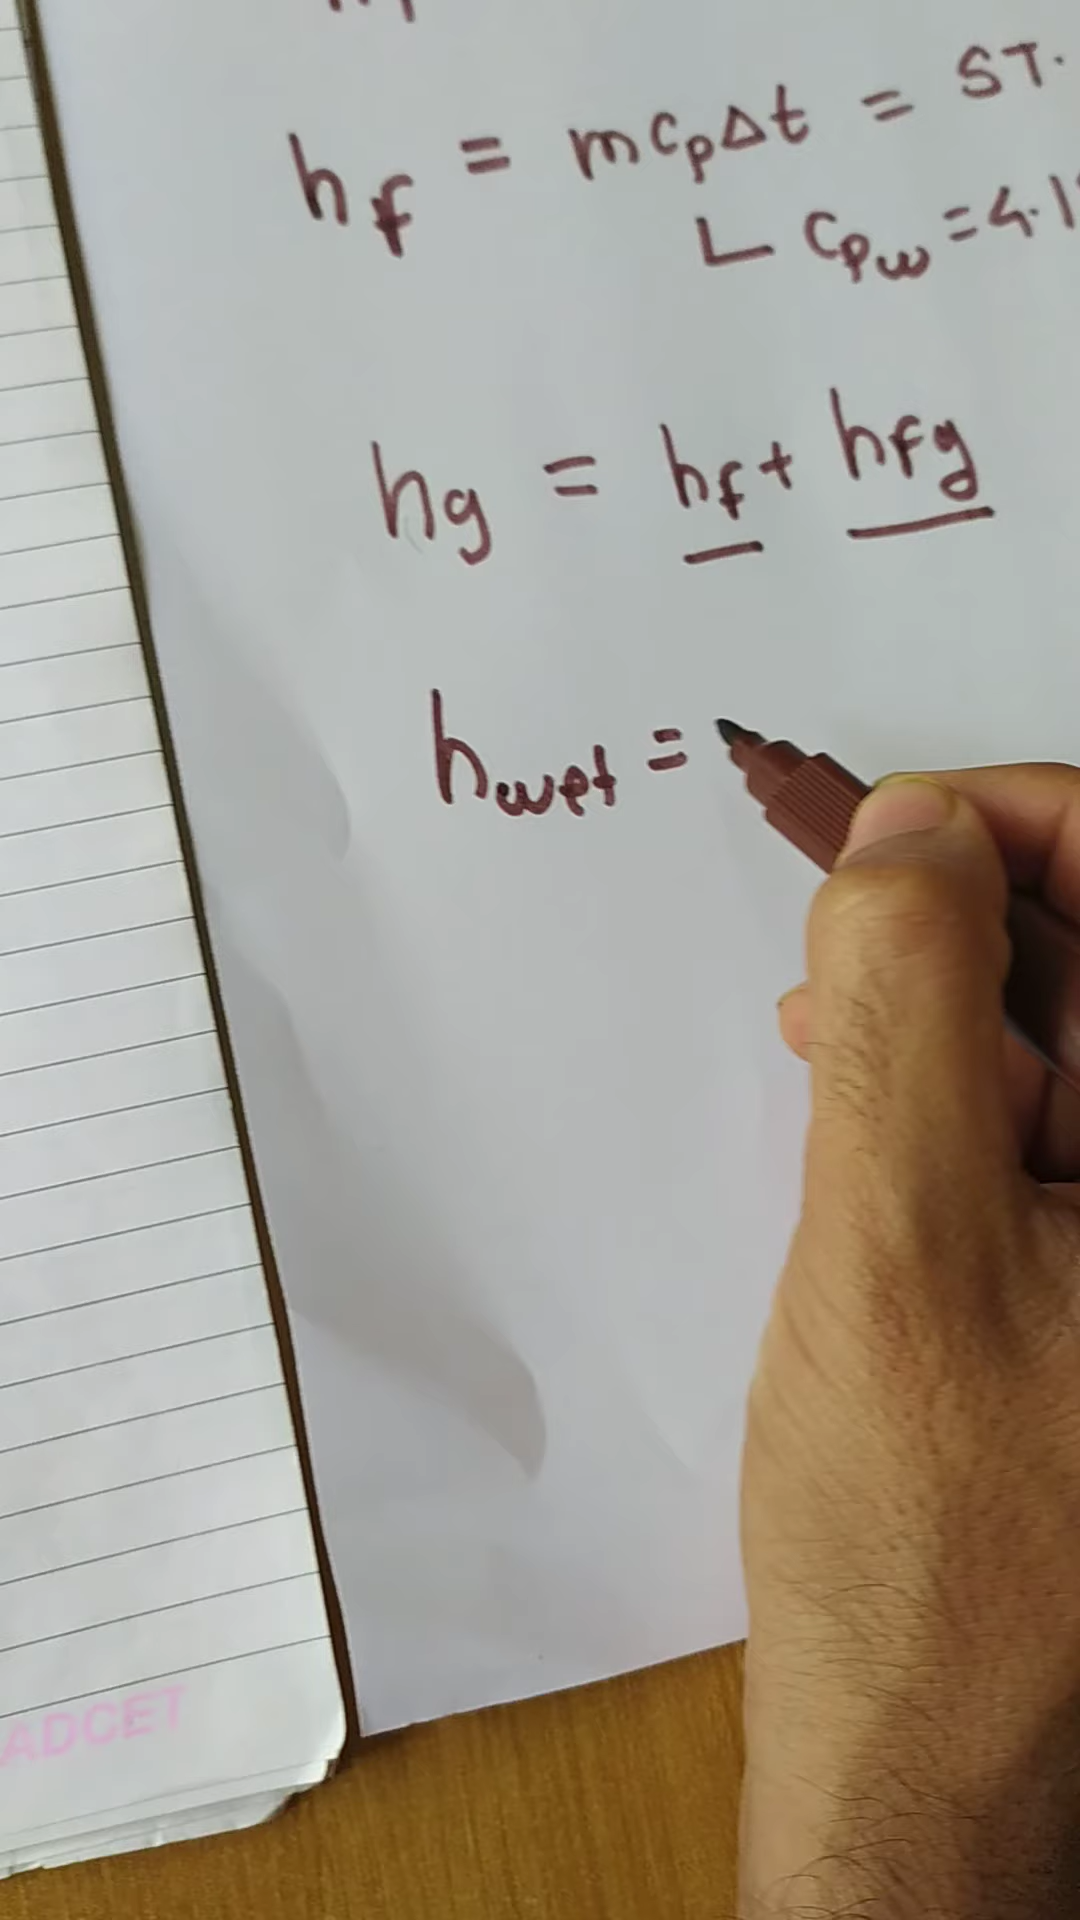 hf = mcpΔt = ST.
∟ cpw = 4.1
hg = hf + hfg
hwet =
ADCET